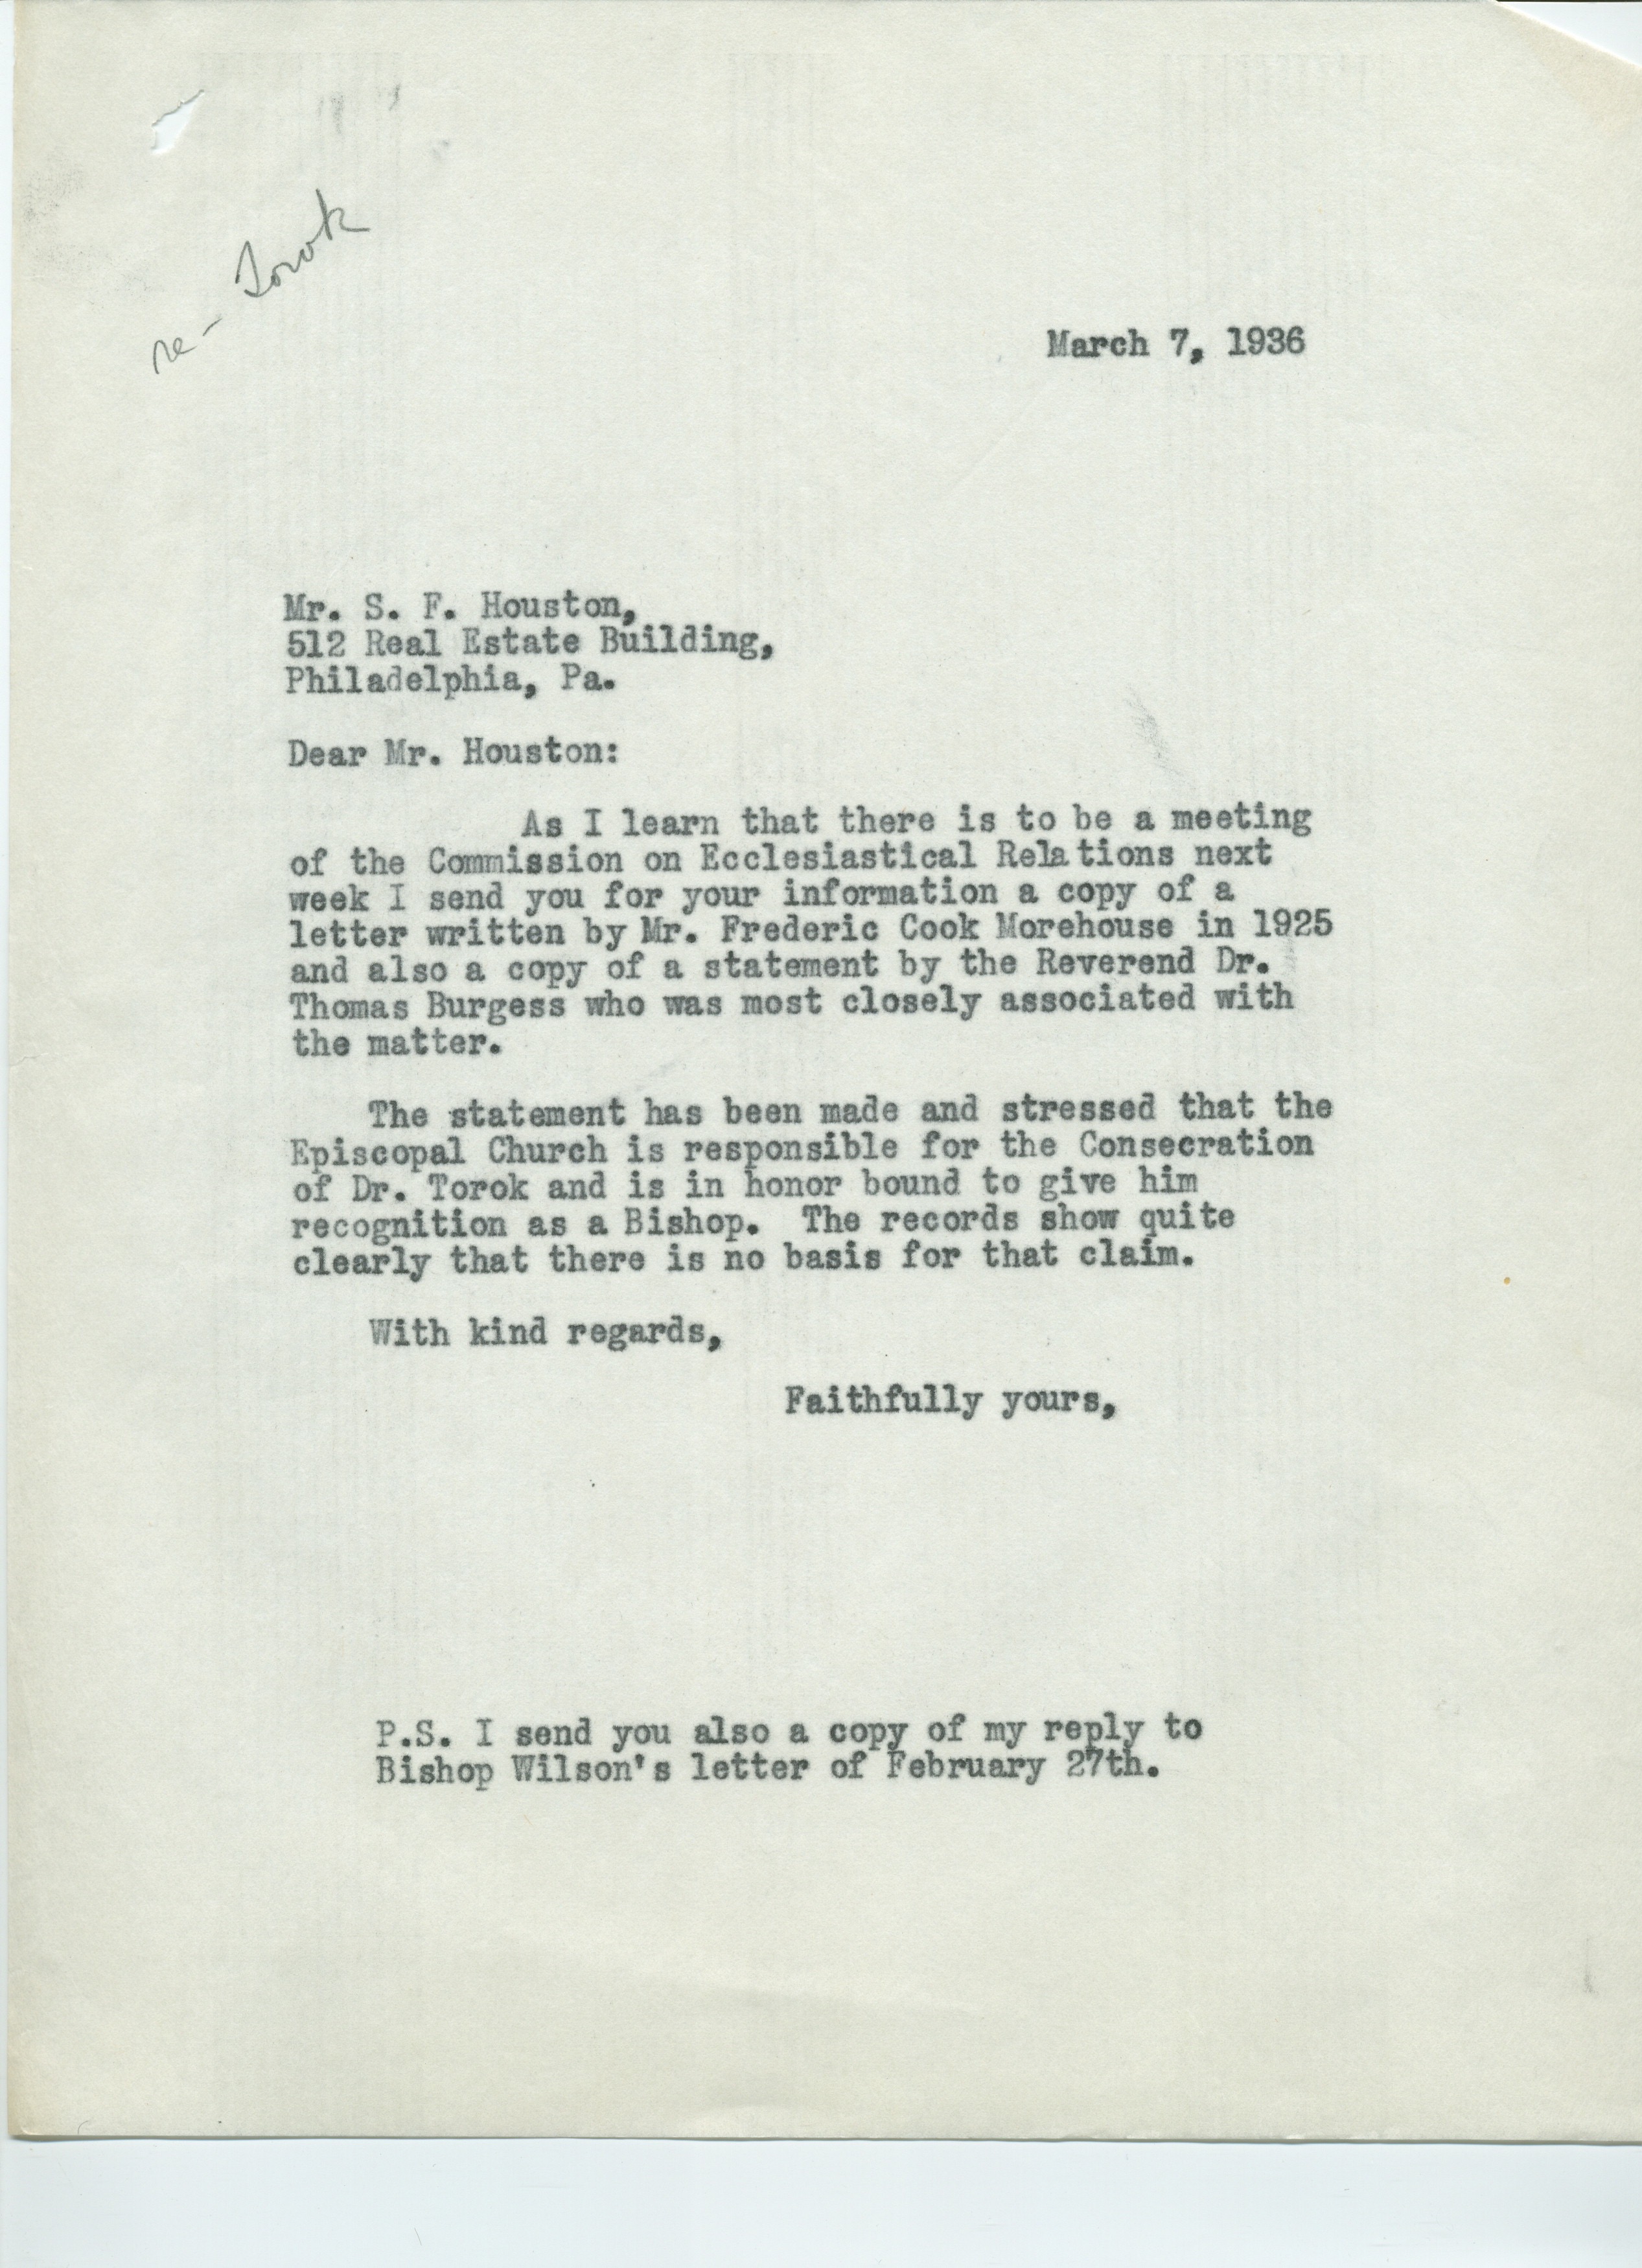 re- Torok
March 7, 1936
Mr. S. F. Houston,
512 Real Estate Building,
Philadelphia, Pa.
Dear Mr. Houston:
As I learn that there is to be a meeting
of the Commission on Ecclesiastical Relations next
week I send you for your information a copy of a
letter written by Mr. Frederic Cook Morehouse in 1925
and also a copy of a statement by the Reverend Dr.
Thomas Burgess who was most closely associated with
the matter.
The statement has been made and stressed that the
Episcopal Church is responsible for the Consecration
of Dr. Torok and is in honor bound to give him
recognition as a Bishop. The records show quite
clearly that there is no basis for that claim.
With kind regards,
Faithfully yours,
P.S. I send you also a copy of my reply to
Bishop Wilson's letter of February 27th.